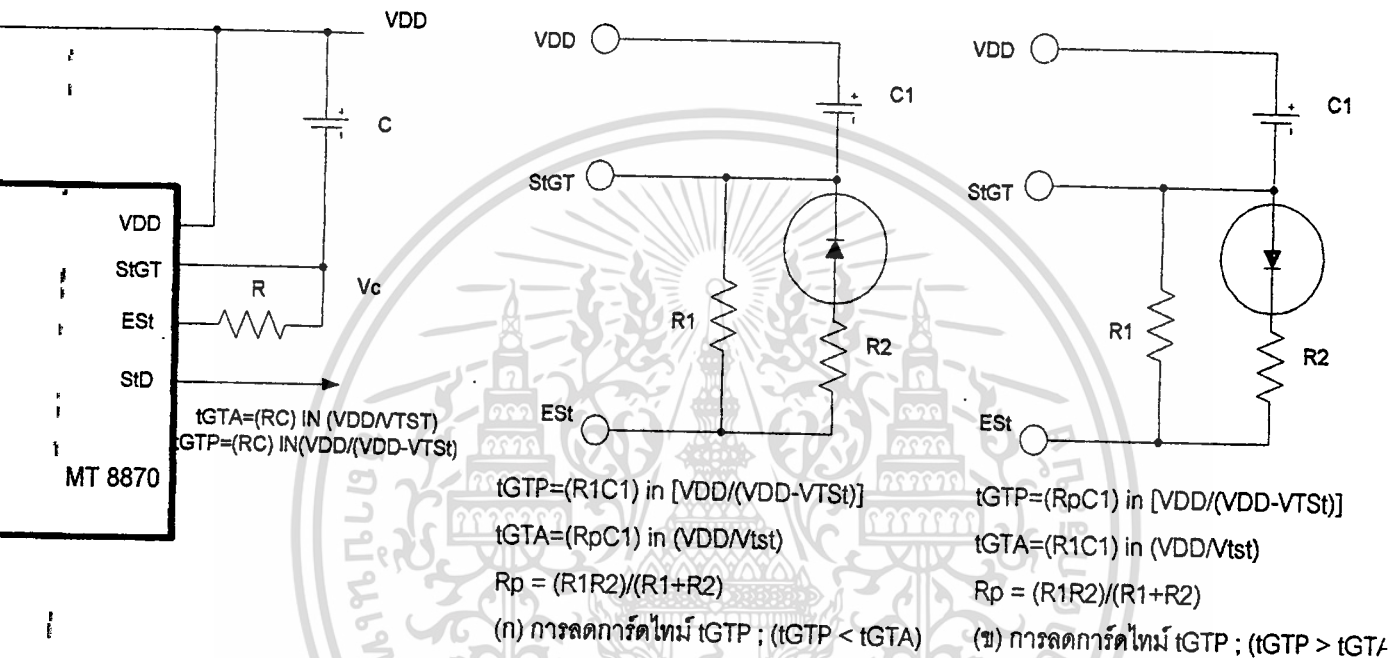 VDD
C
VDD
StGT
ESt
StD
R
Vc
tGTA=(RC) IN (VDD/VTST)
tGTP=(RC) IN(VDD/(VDD-VTSt)
MT 8870
VDD
C1
StGT
R1
R2
ESt
tGTP=(R1C1) in [VDD/(VDD-VTSt)]
tGTA=(RpC1) in (VDD/Vtst)
Rp = (R1R2)/(R1+R2)
(ก) การลดการ์ดไทม์ tGTP ; (tGTP < tGTA)
VDD
C1
StGT
R1
R2
ESt
tGTP=(RpC1) in [VDD/(VDD-VTSt)]
tGTA=(R1C1) in (VDD/Vtst)
Rp = (R1R2)/(R1+R2)
(ข) การลดการ์ดไทม์ tGTP ; (tGTP > tGTA